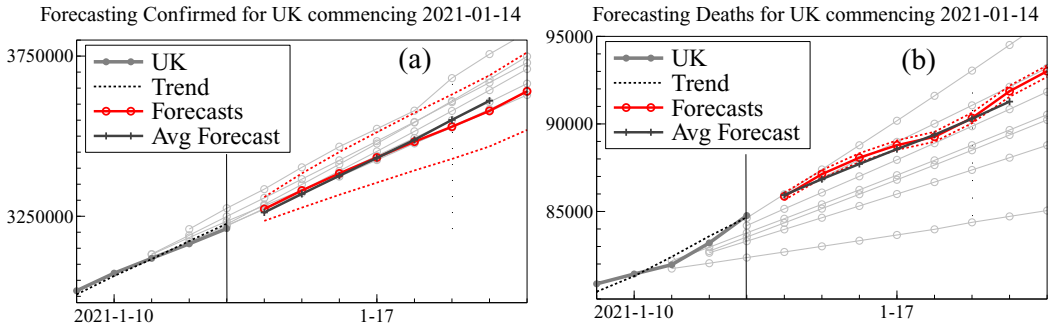 Forecasting Confirmed for UK commencing 2021-01-14
3750000
UK
Trend
Forecasts
Avg Forecast
(a)
3250000
2021-1-10
1-17
Forecasting Deaths for UK commencing 2021-01-14
95000
UK
Trend
Forecasts
Avg Forecast
(b)
90000
85000
2021-1-10
1-17